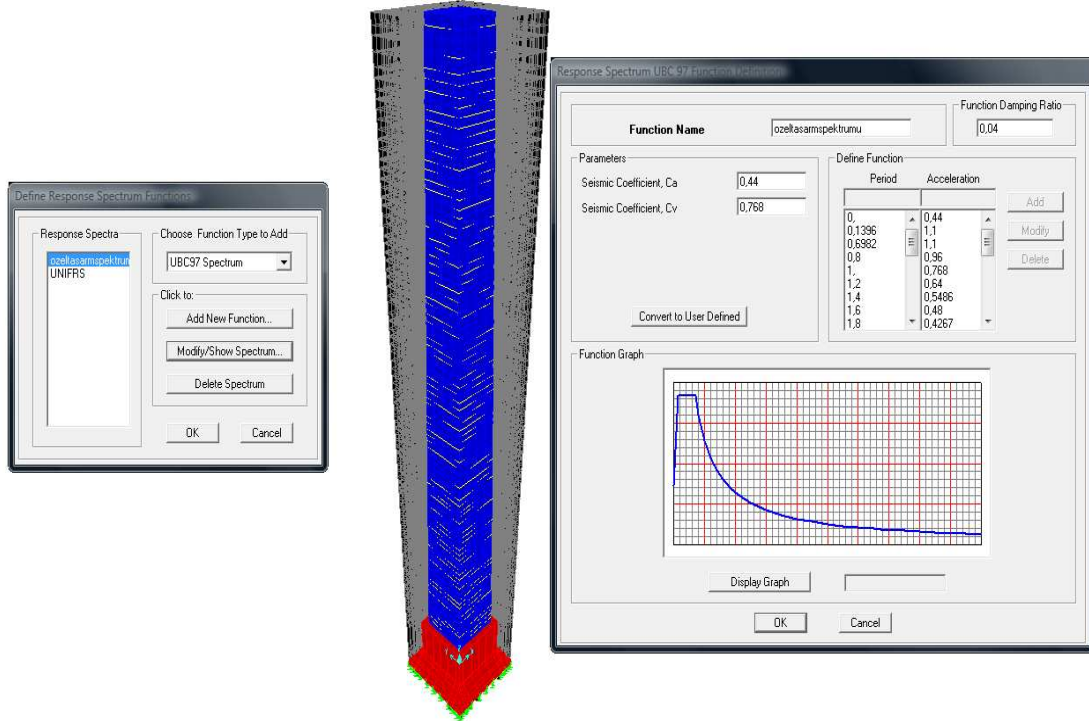 Define Response Spectrum Functions
Response Spectra
ozeltasarmspektrun
UNIFRS
Choose Function Type to Add
UBC97 Spectrum
Click to:
Add New Function...
Modify/Show Spectrum...
Delete Spectrum
OK
Cancel
Response Spectrum UBC 97 Function Definition
Function Name
ozeltasarmspektrumu
Function Damping Ratio
0,04
Parameters
Seismic Coefficient, Ca
0,44
Seismic Coefficient, Cv
0,768
Convert to User Defined
Define Function
Period Acceleration
0, 0,44
0,1396 1,1
0,6982 1,1
0,8 0,96
1, 0,768
1,2 0,64
1,4 0,5486
1,6 0,48
1,8 0,4267
Add
Modify
Delete
Function Graph
Display Graph
OK
Cancel